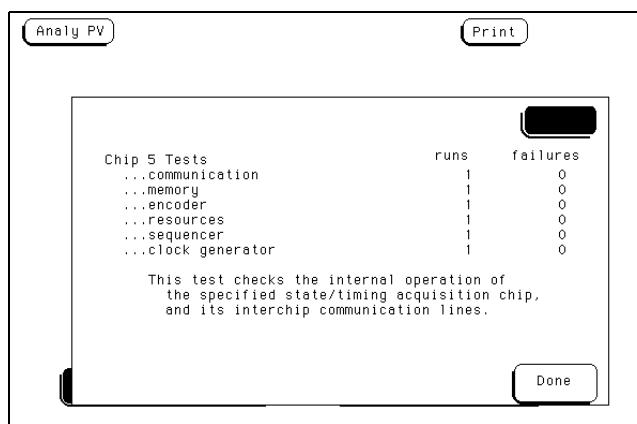 Analy PV Print
Chip 5 Tests runs failures
...communication 1 0
...memory 1 0
...encoder 1 0
...resources 1 0
...sequencer 1 0
...clock generator 1 0
This test checks the internal operation of
the specified state/timing acquisition chip,
and its interchip communication lines.
Done